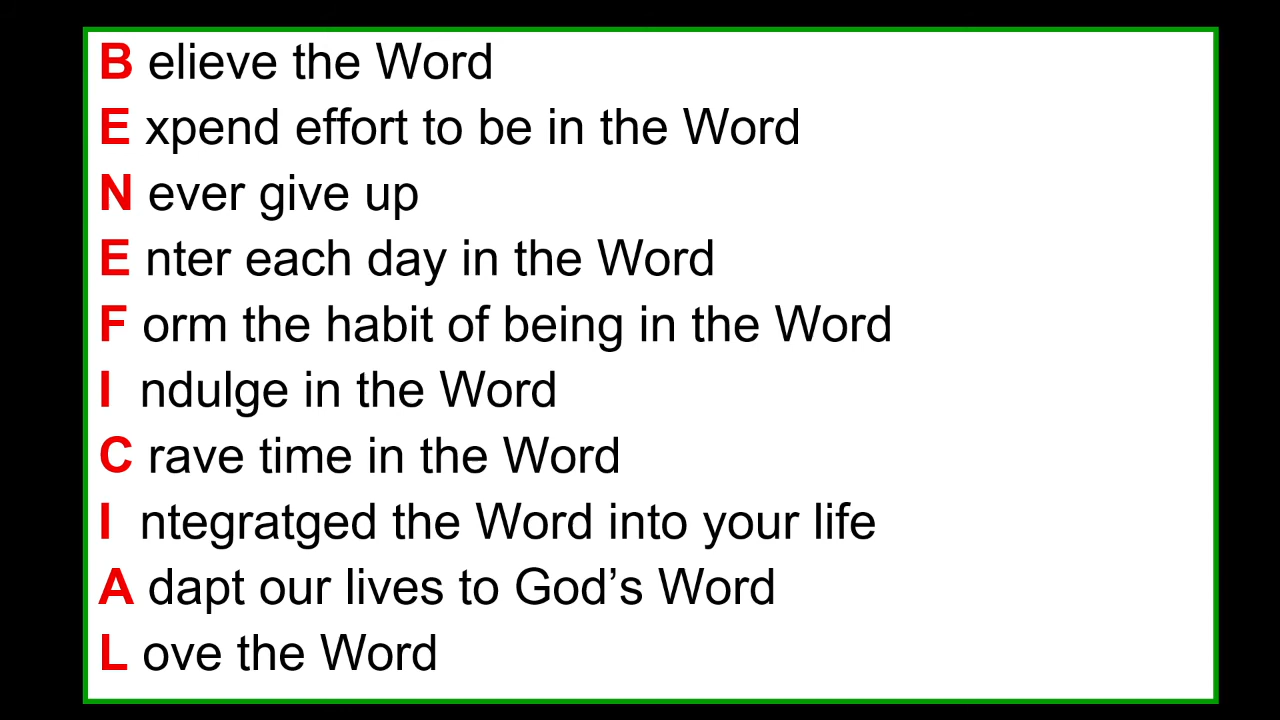 B elieve the Word
E xpend effort to be in the Word
N ever give up
E nter each day in the Word
F orm the habit of being in the Word
I ndulge in the Word
C rave time in the Word
I ntegratged the Word into your life
A dapt our lives to God’s Word
L ove the Word